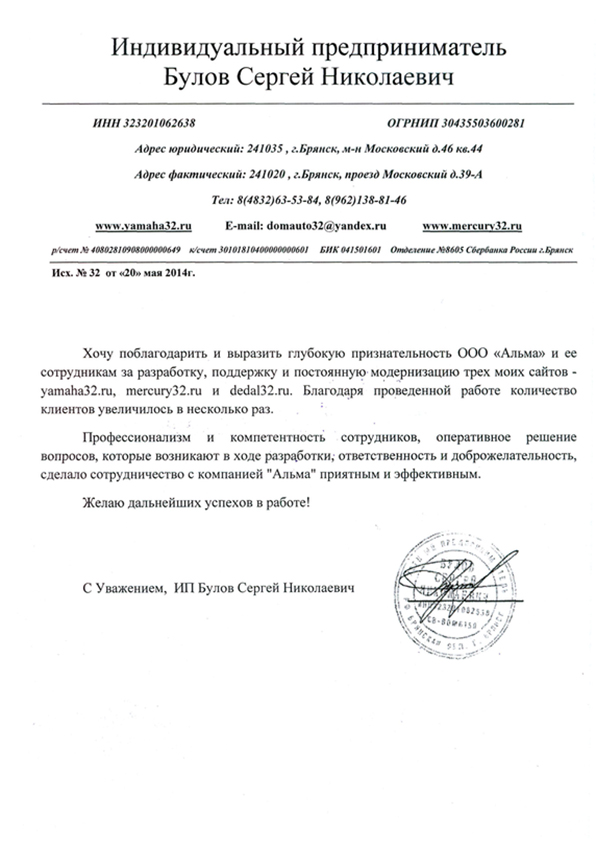 Индивидуальный предприниматель
Булов Сергей Николаевич
ИНН 323201062638 ОГРНИП 30435503600281
Адрес юридический: 241035 , г.Брянск, м-н Московский д.46 кв.44
Адрес фактический: 241020 , г.Брянск, проезд Московский д.39-А
Тел: 8(4832)63-53-84, 8(962)138-81-46
www.yamaha32.ru E-mail: domauto32@yandex.ru www.mercury32.ru
р/счет № 40802810908000000649 к/счет 30101810400000000601 БИК 041501601 Отделение №8605 Сбербанка России г.Брянск
Исх. № 32 от «20» мая 2014г.
Хочу поблагодарить и выразить глубокую признательность ООО «Альма» и ее
сотрудникам за разработку, поддержку и постоянную модернизацию трех моих сайтов -
yamaha32.ru, mercury32.ru и dedal32.ru. Благодаря проведенной работе количество
клиентов увеличилось в несколько раз.
Профессионализм и компетентность сотрудников, оперативное решение
вопросов, которые возникают в ходе разработки, ответственность и доброжелательность,
сделало сотрудничество с компанией "Альма" приятным и эффективным.
Желаю дальнейших успехов в работе!
С Уважением, ИП Булов Сергей Николаевич